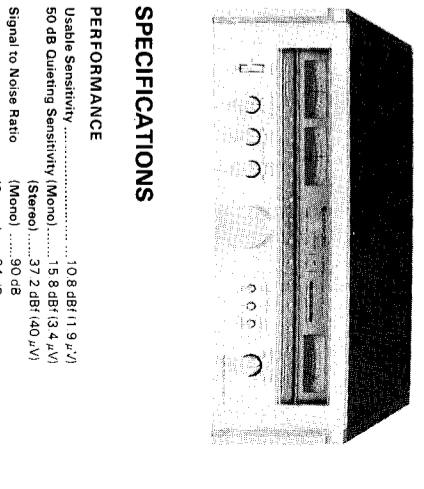 SPECIFICATIONS
PERFORMANCE
Usable Sensitivity ........................ 10.8 dBf (1.9 μV)
50 dB Quieting Sensitivity (Mono)....... 15.8 dBf (3.4 μV)
(Stereo)......37.2 dBf (40 μV)
Signal to Noise Ratio (Mono) ......90 dB